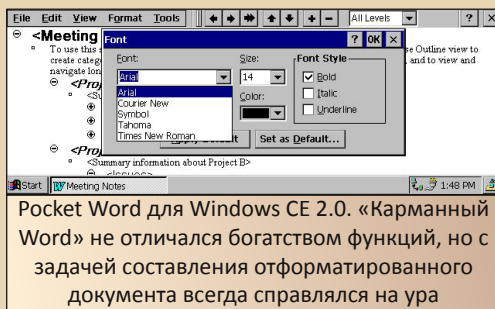 File Edit View Format Tools All Levels ? ×
<Meeting
To use this
create categ
navigate lon
se Outline view to
, and to view and
Font ? OK ×
Font: Size: Font Style
Arial 14 Bold
Arial
Courier New
Symbol
Tahoma
Times New Roman
Color: Italic
Underline
Set as Default...
<Proj
<Su
<Proj
<Summary information about Project B>
<Issues>
Start Meeting Notes 1:48 PM
Pocket Word для Windows CE 2.0. «Карманный
Word» не отличался богатством функций, но с
задачей составления отформатированного
документа всегда справлялся на ура